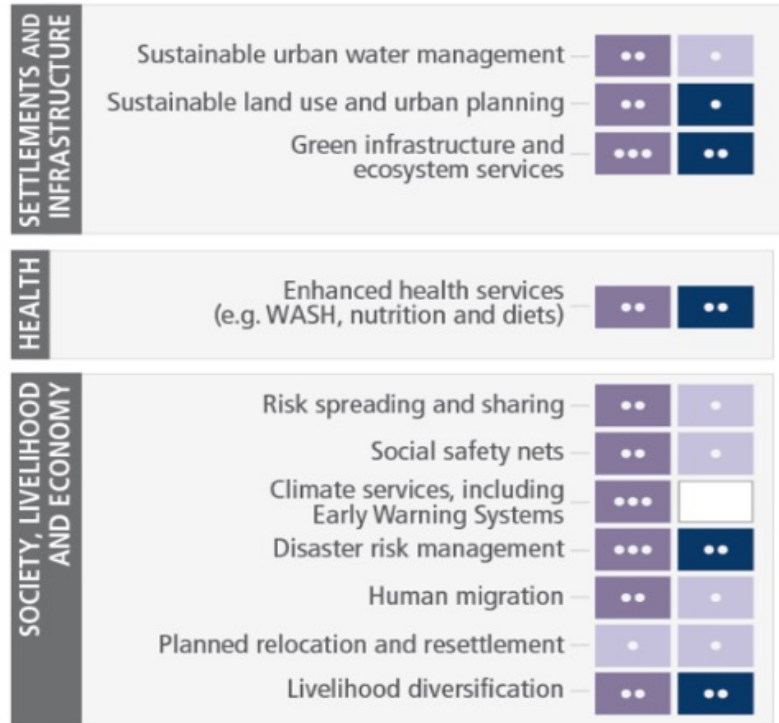 SETTLEMENTS AND
INFRASTRUCTURE
Sustainable urban water management
Sustainable land use and urban planning
Green infrastructure and
ecosystem services
HEALTH
Enhanced health services
(e.g. WASH, nutrition and diets)
SOCIETY, LIVELIHOOD
AND ECONOMY
Risk spreading and sharing
Social safety nets
Climate services, including
Early Warning Systems
Disaster risk management
Human migration
Planned relocation and resettlement
Livelihood diversification